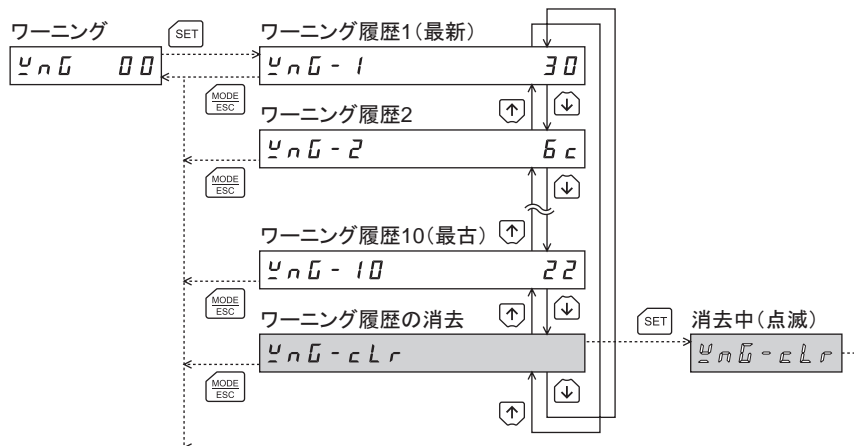 ワーニング
SET
WnG 00
ワーニング履歴1(最新)
WnG-1 30
MODE
ESC
ワーニング履歴2
WnG-2 6c
MODE
ESC
ワーニング履歴10(最古)
WnG-10 22
MODE
ESC
ワーニング履歴の消去
WnG-cLr
MODE
ESC
SET
消去中(点滅)
WnG-cLr